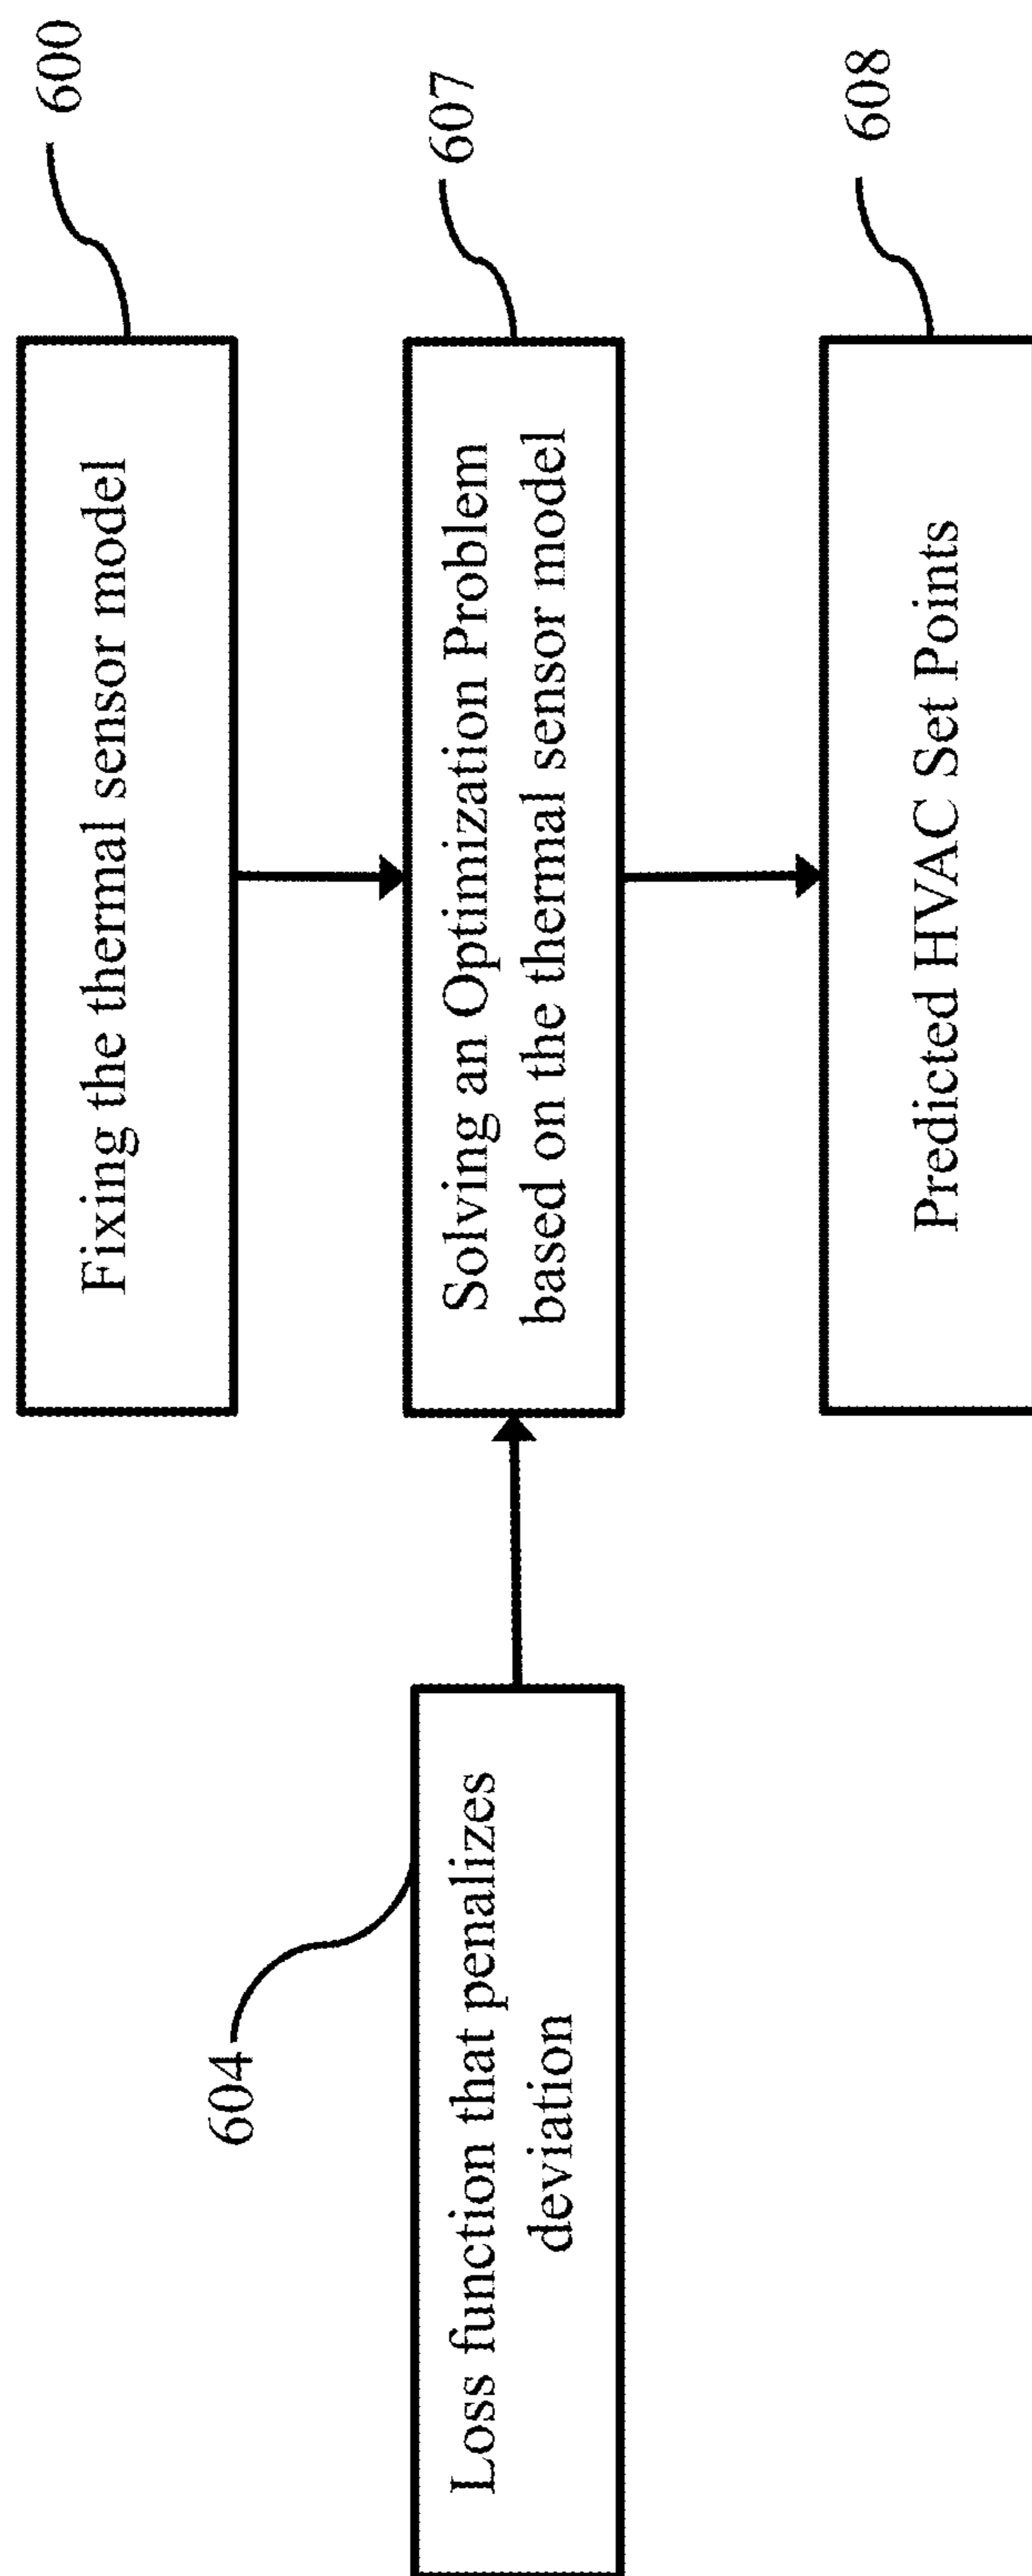 Fixing the thermal sensor model
600
Loss function that penalizes
deviation
604
Solving an Optimization Problem
based on the thermal sensor model
607
Predicted HVAC Set Points
608